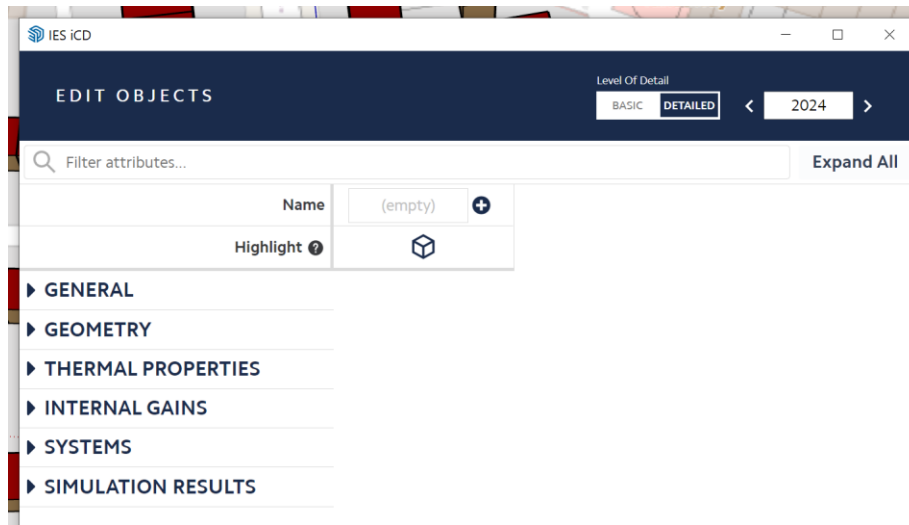 IES iCD
EDIT OBJECTS
Level Of Detail
BASIC DETAILED
2024
Filter attributes...
Expand All
Name (empty)
Highlight
GENERAL
GEOMETRY
THERMAL PROPERTIES
INTERNAL GAINS
SYSTEMS
SIMULATION RESULTS